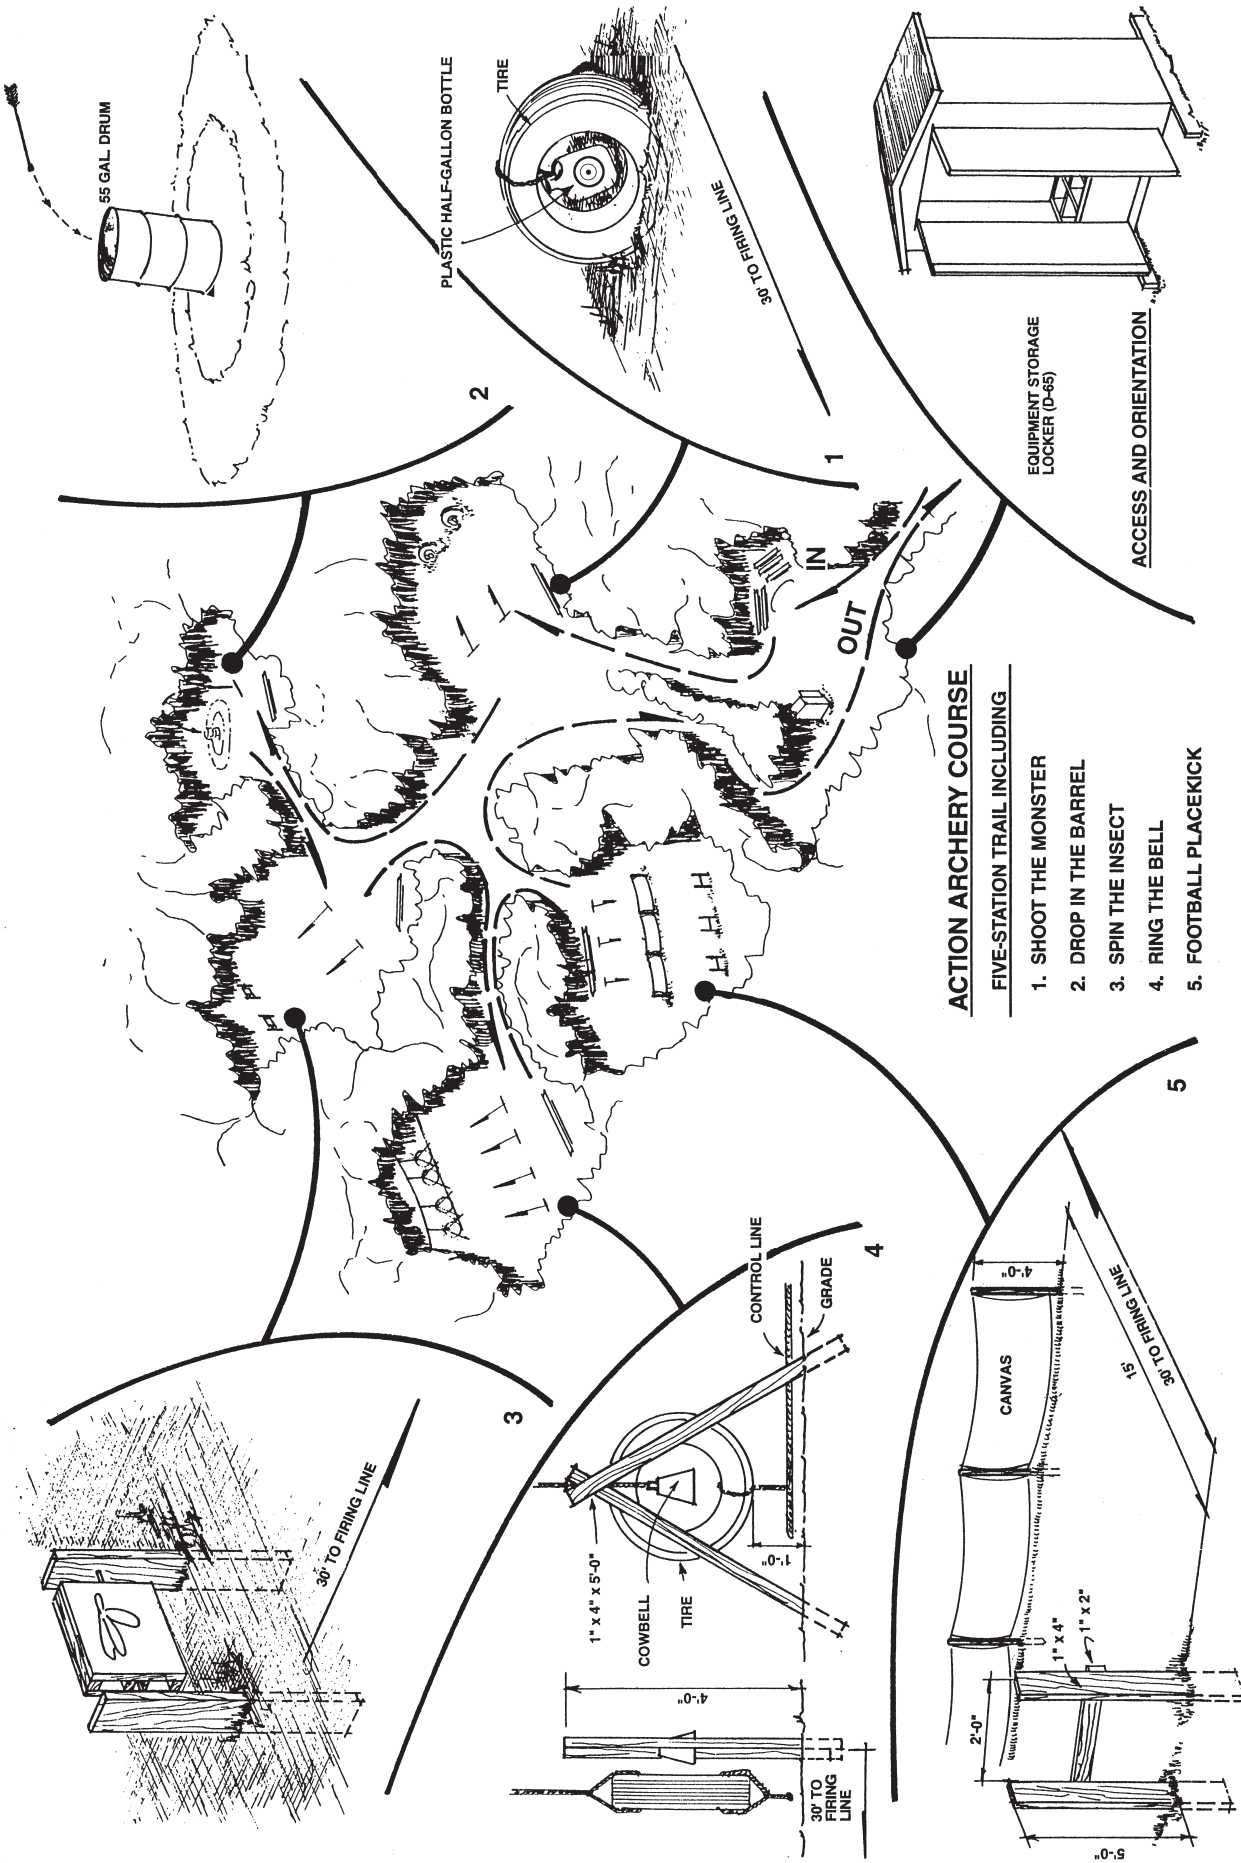 55 GAL DRUM
2
PLASTIC HALF-GALLON BOTTLE
TIRE
30' TO FIRING LINE
1
EQUIPMENT STORAGE
LOCKER (D-65)
ACCESS AND ORIENTATION
IN
OUT
ACTION ARCHERY COURSE
FIVE-STATION TRAIL INCLUDING
1. SHOOT THE MONSTER
2. DROP IN THE BARREL
3. SPIN THE INSECT
4. RING THE BELL
5. FOOTBALL PLACEKICK
30' TO FIRING LINE
3
1" x 4" x 5'-0"
COWBELL
TIRE
CONTROL LINE
GRADE
1'-0"
4'-0"
30' TO
FIRING
LINE
4
5
4'-0"
CANVAS
15'
30' TO FIRING LINE
2'-0"
1" x 4"
1" x 2"
5'-0"